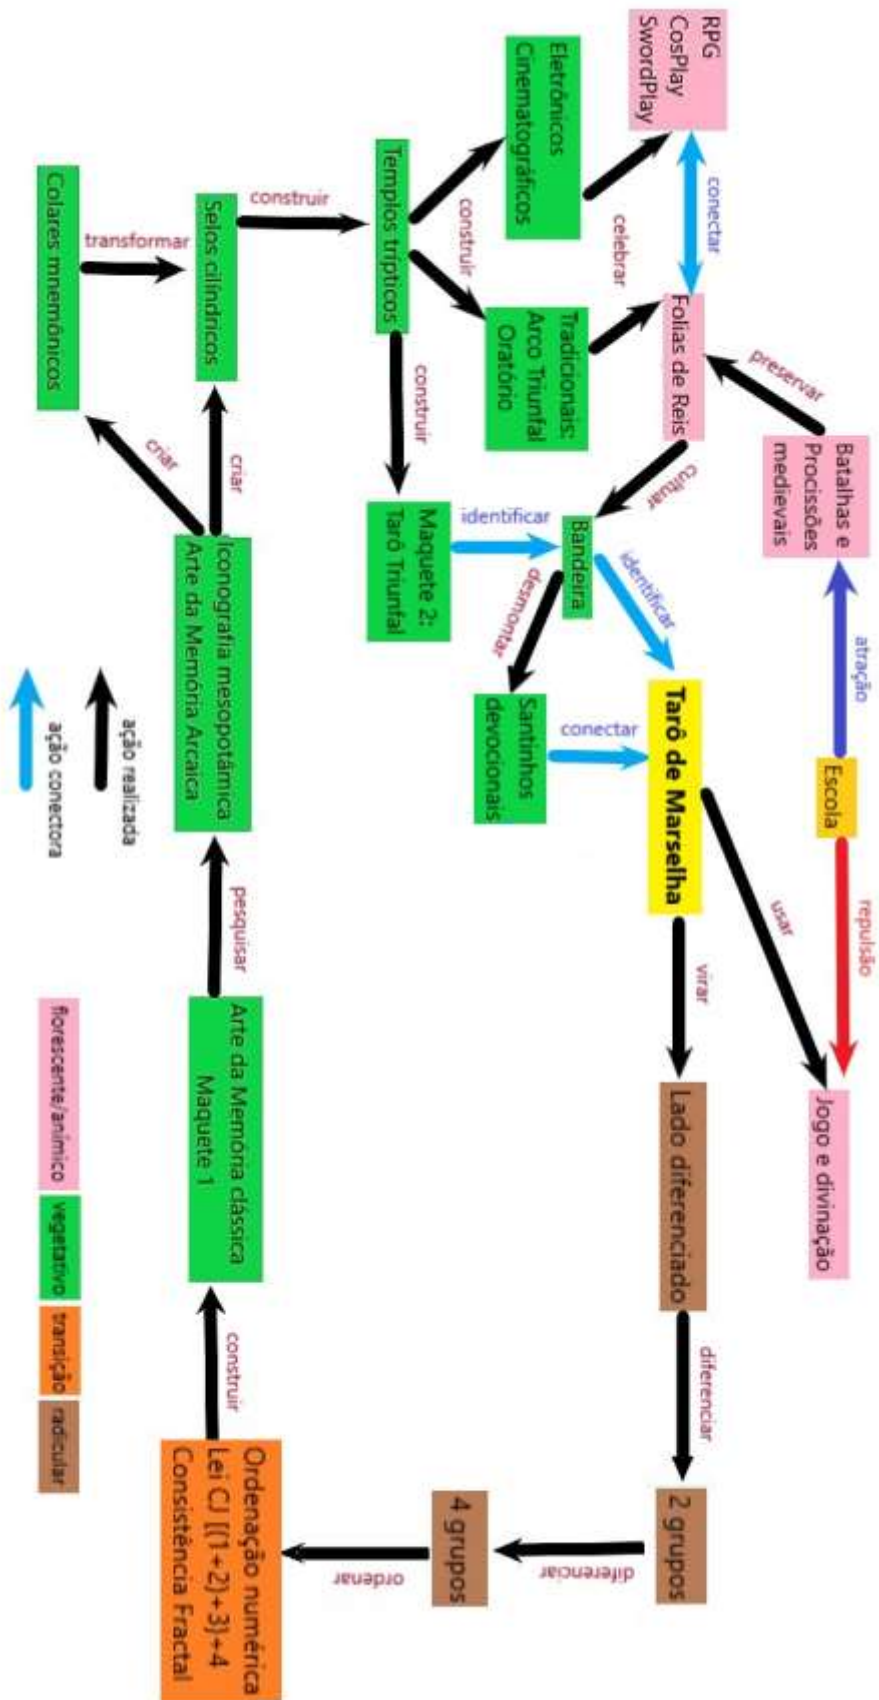 atração
repulsão
Batalhas e
Procissões
medievais
Escola
Jogo e divinação
preservar
usar
RPG
CosPlay
SwordPlay
conectar
Folias de Reis
cultuar
identificar
Tarô de Marselha
virar
Lado diferenciado
diferenciar
2 grupos
celebrar
Eletrônicos
Cinematográficos
construir
Tradicionais:
Arco Triunfal
Oratório
Bandeira
desmontar
Santinhos
devocionais
conectar
diferenciar
identificar
Maquete 2:
Tarô Triunfal
construir
4 grupos
Templos trípticos
ordenar
construir
Selos cilíndricos
criar
Iconografia mesopotâmica
Arte da Memória Arcaica
pesquisar
Arte da Memória clássica
Maquete 1
construir
Ordenação numérica
Lei CJ [(1+2)+3]+4
Consistência Fractal
transformar
criar
Colares mnemônicos
ação realizada
ação conectora
florescente/anímico
vegetativo
transição
radicular